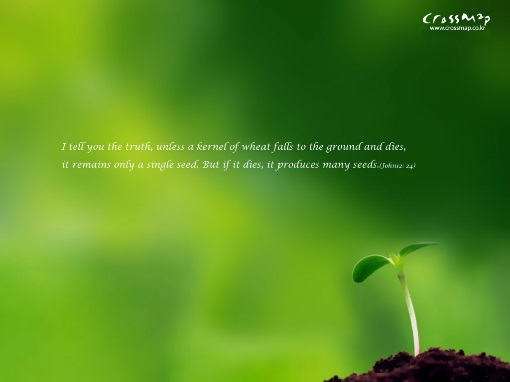 CrossMap
www.crossmap.co.kr
I tell you the truth, unless a kernel of wheat falls to the ground and dies,
it remains only a single seed. But if it dies, it produces many seeds.(John12: 24)